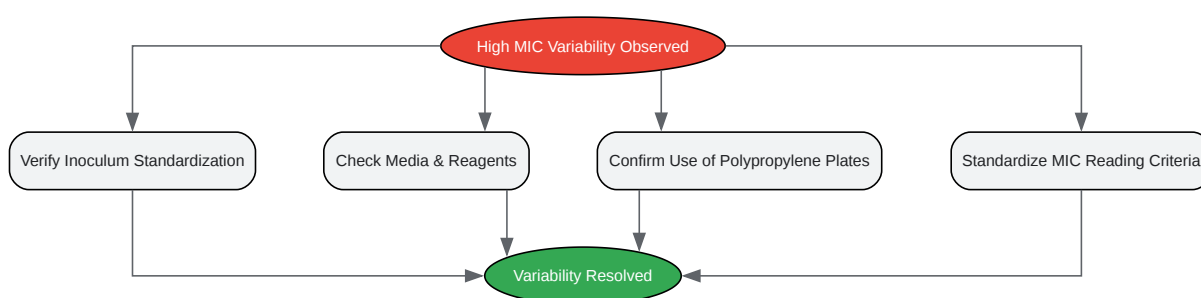 High MIC Variability Observed
Verify Inoculum Standardization
Check Media & Reagents
Confirm Use of Polypropylene Plates
Standardize MIC Reading Criteria
Variability Resolved